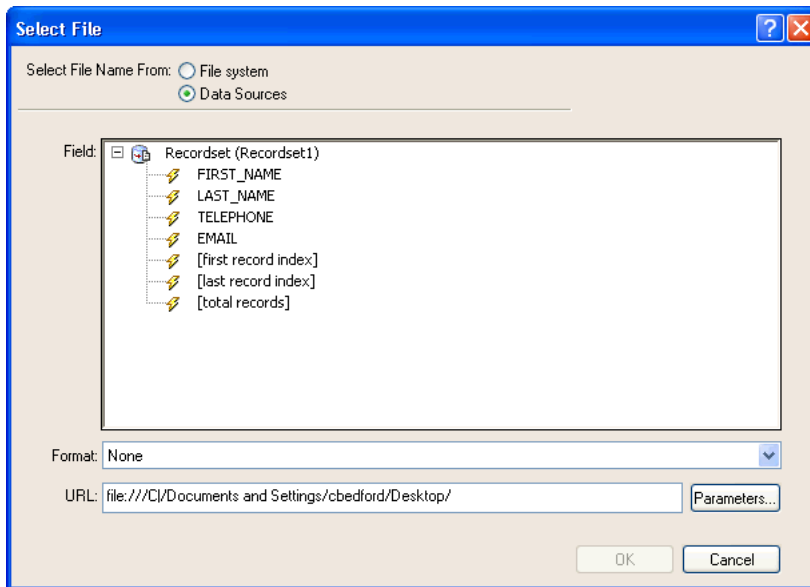 Select File
Select File Name From: File system
Data Sources
Field: Recordset (Recordset1)
FIRST_NAME
LAST_NAME
TELEPHONE
EMAIL
[first record index]
[last record index]
[total records]
Format: None
URL: file:///C|/Documents and Settings/cbedford/Desktop/ Parameters...
OK Cancel